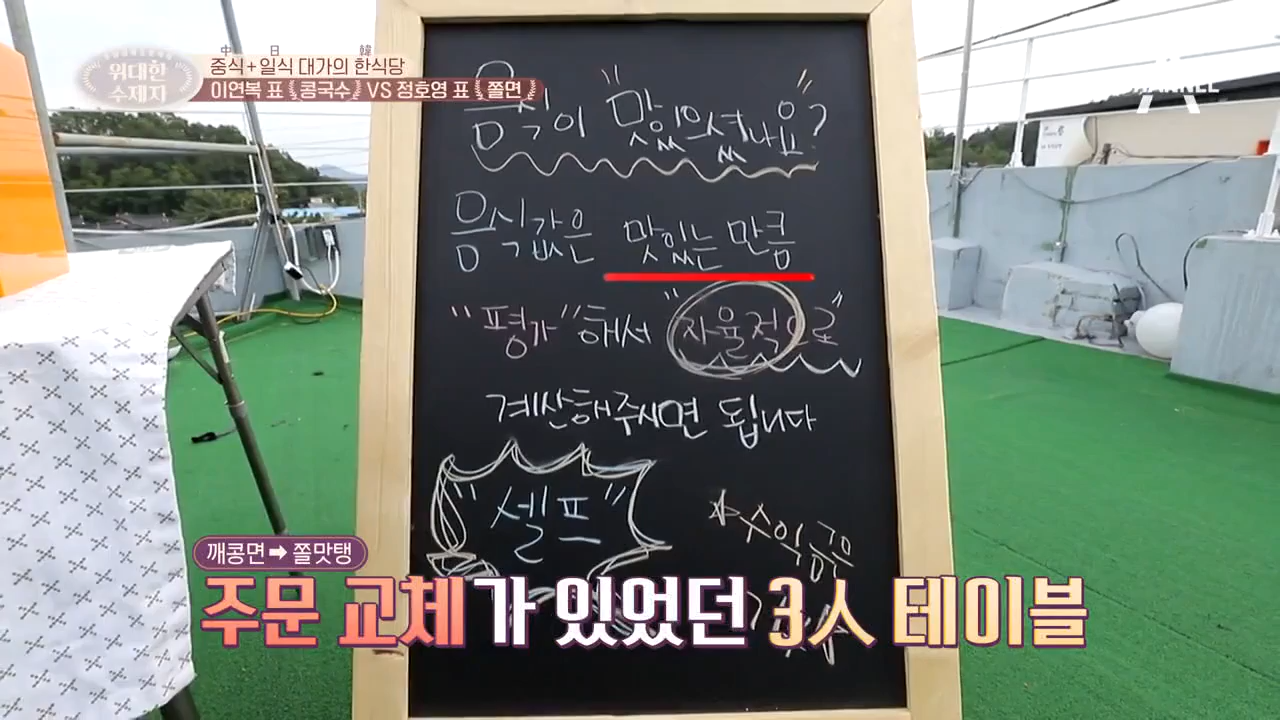 위대한
수제자
中 日 韓
중식+일식 대가의 한식당
이연복 표 《콩국수》 VS 정호영 표 《쫄면》
CHANNEL A
음식이 "맛있으셨나요"?
음식값은 맛있는 만큼
"평가"해서 "자율적으로"
계산해주시면 됩니다
"셀프"
*수익금
깨콩면➡쫄맛탱
주문 교체가 있었던 3人 테이블